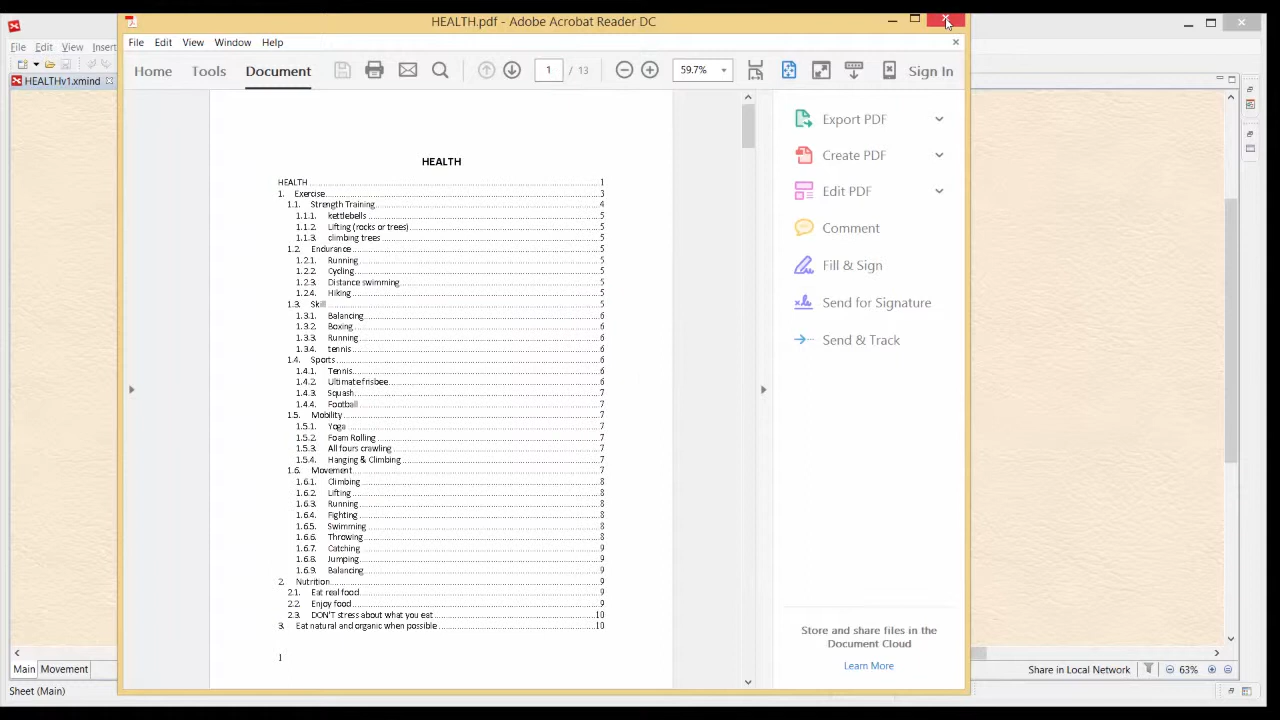 HEALTH.pdf - Adobe Acrobat Reader DC
File Edit View Insert
File Edit View Window Help
HEALTHv1.xmind
Home Tools Document 1 / 13 59.7% Sign In
HEALTH
HEALTH 1
1. Exercise 3
1.1. Strength Training 4
1.1.1. kettlebells 5
1.1.2. Lifting (rocks or trees) 5
1.1.3. climbing trees 5
1.2. Endurance 5
1.2.1. Running 5
1.2.2. Cycling 5
1.2.3. Distance swimming 5
1.2.4. Hiking 5
1.3. Skill 5
1.3.1. Balancing 6
1.3.2. Boxing 6
1.3.3. Running 6
1.3.4. tennis 6
1.4. Sports 6
1.4.1. Tennis 6
1.4.2. Ultimate frisbee 6
1.4.3. Squash 7
1.4.4. Football 7
1.5. Mobility 7
1.5.1. Yoga 7
1.5.2. Foam Rolling 7
1.5.3. All fours crawling 7
1.5.4. Hanging & Climbing 7
1.6. Movement 7
1.6.1. Climbing 8
1.6.2. Lifting 8
1.6.3. Running 8
1.6.4. Fighting 8
1.6.5. Swimming 8
1.6.6. Throwing 8
1.6.7. Catching 9
1.6.8. Jumping 9
1.6.9. Balancing 9
2. Nutrition 9
2.1. Eat real food 9
2.2. Enjoy food 9
2.3. DON'T stress about what you eat 10
3. Eat natural and organic when possible 10
1
Export PDF
Create PDF
Edit PDF
Comment
Fill & Sign
Send for Signature
Send & Track
Store and share files in the
Document Cloud
Learn More
Main Movement
Share in Local Network 63%
Sheet (Main)